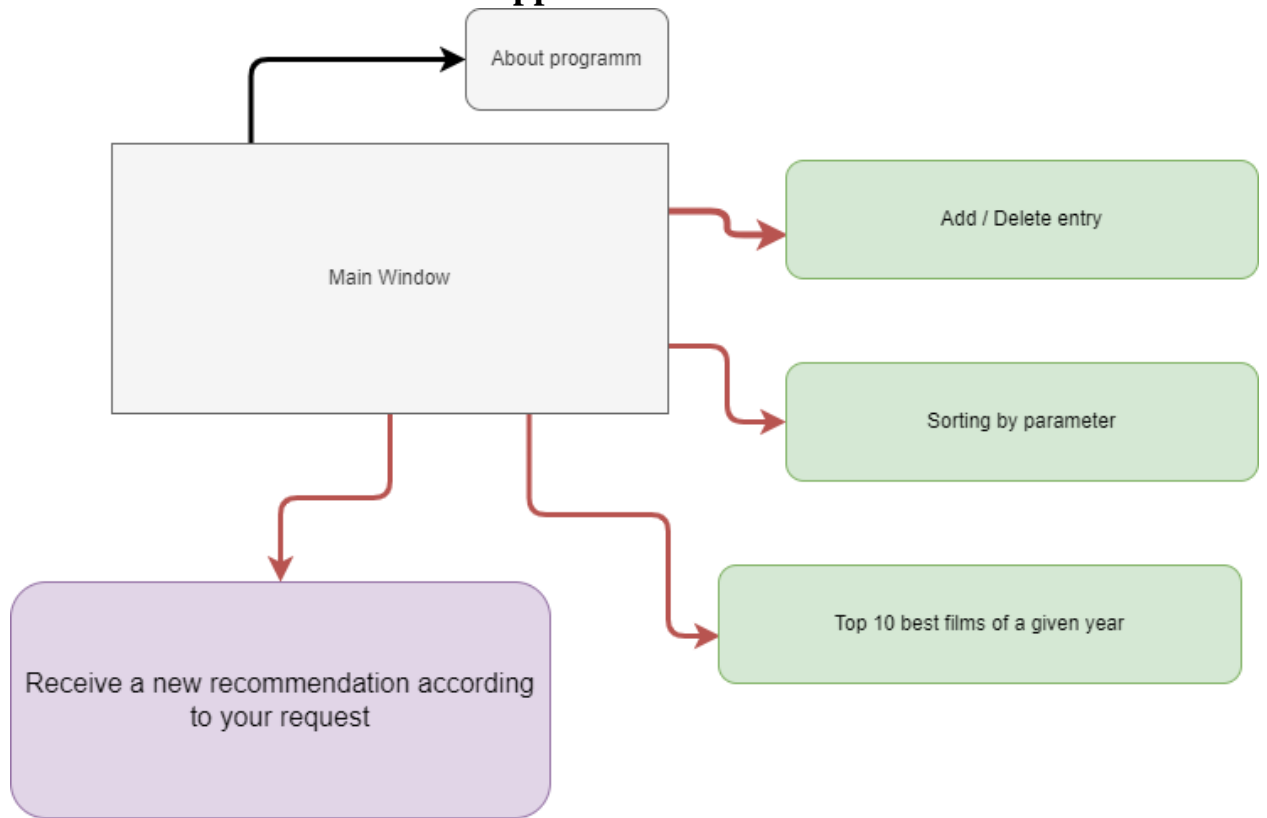 About programm
Main Window
Add / Delete entry
Sorting by parameter
Top 10 best films of a given year
Receive a new recommendation according
to your request